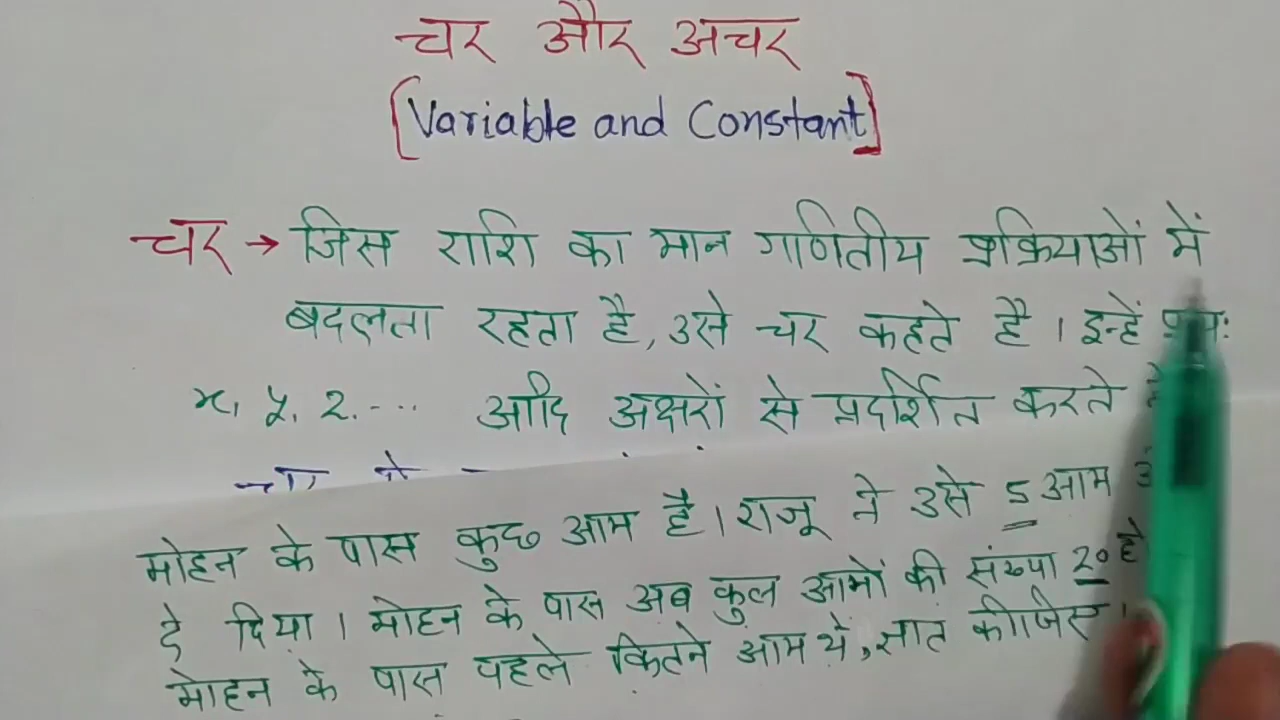 चर और अचर
[Variable and Constant]
चर → जिस राशि का मान गणितीय प्रक्रियाओं में
बदलता रहता है, उसे चर कहते है । इन्हें
x, y, z.... आदि अक्षरों से प्रदर्शित करते
मोहन के पास कुछ आम है। राजू ने उसे 5 आम
दे दिया । मोहन के पास अब कुल आमों की संख्या 20 है
मोहन के पास पहले कितने आम थे, ज्ञात कीजिए।